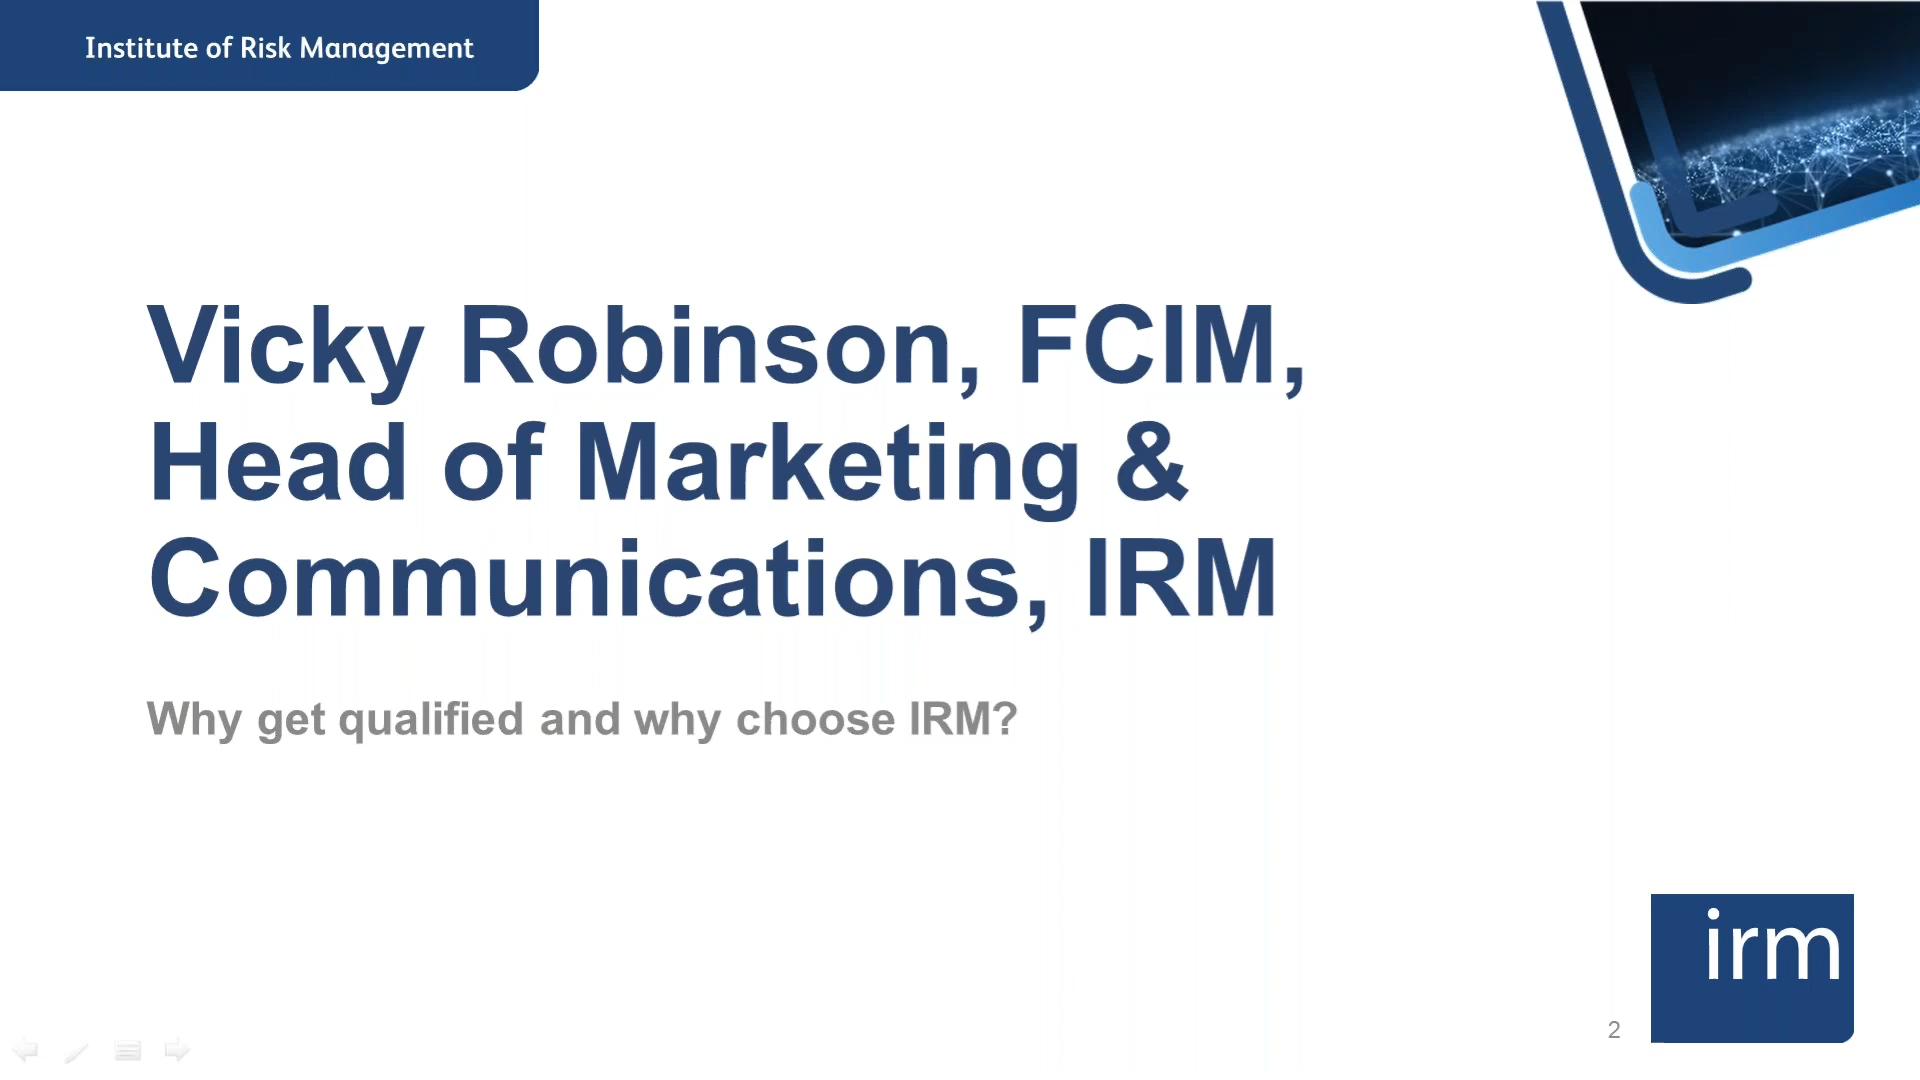 Institute of Risk Management
Vicky Robinson, FCIM,
Head of Marketing &
Communications, IRM
Why get qualified and why choose IRM?
irm
2